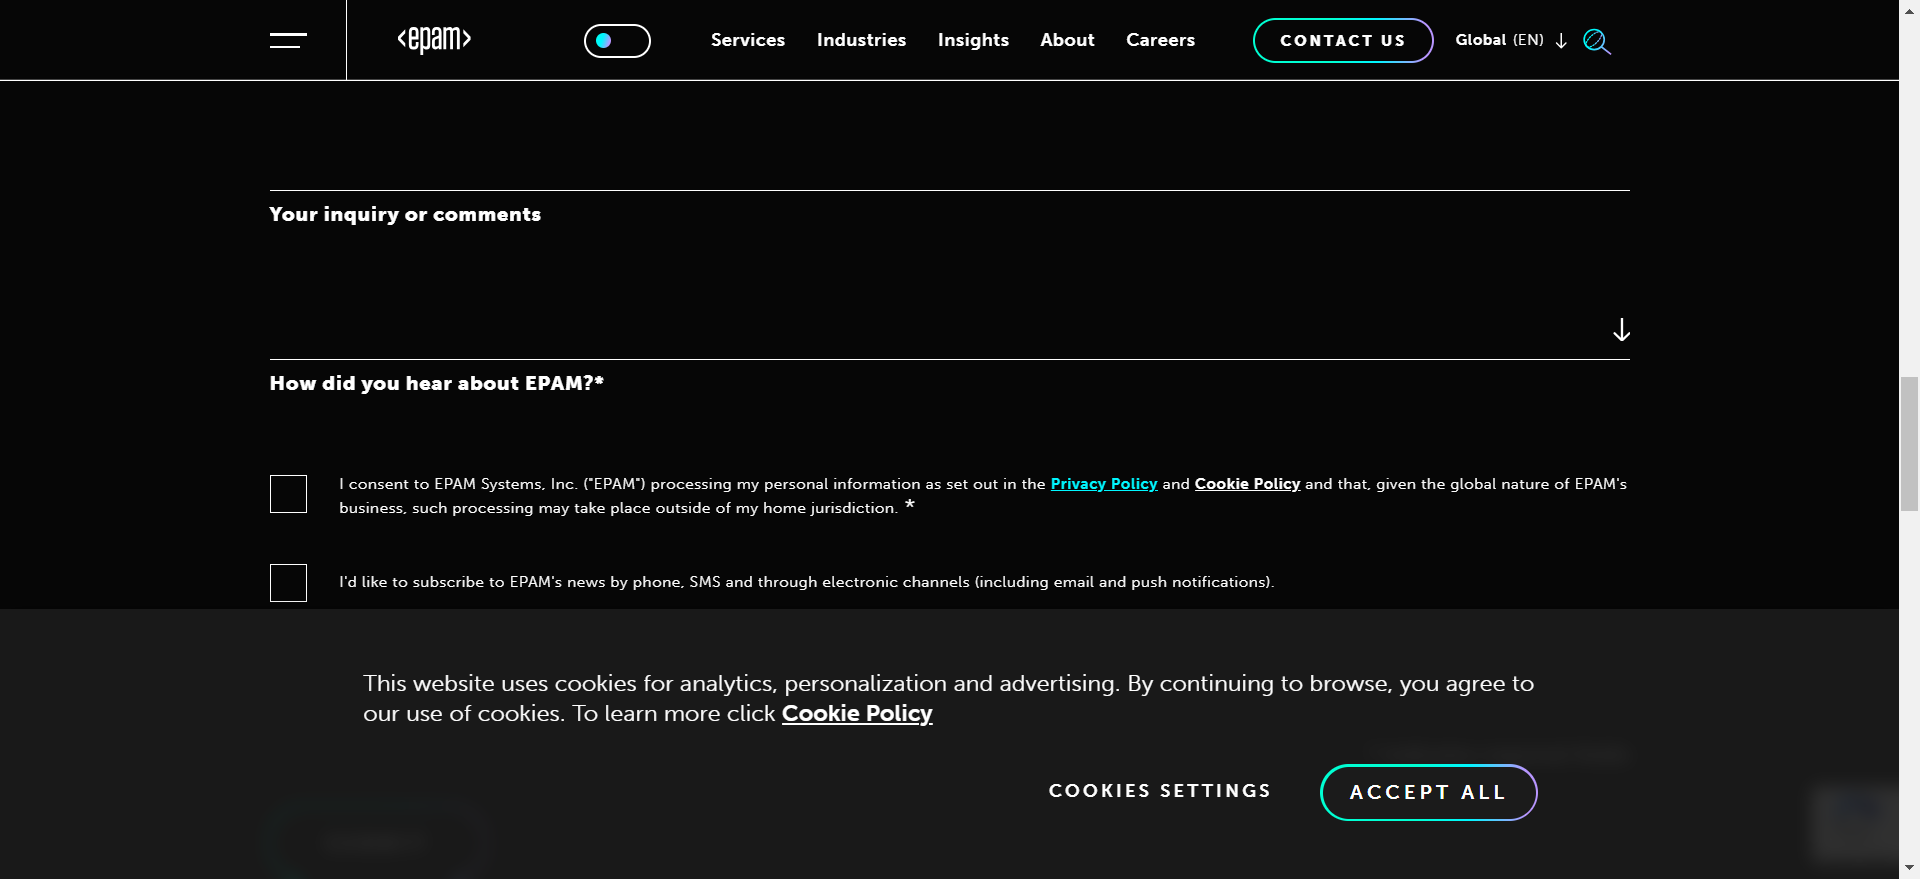 <epam>
Services Industries Insights About Careers CONTACT US Global (EN)
Your inquiry or comments
How did you hear about EPAM?*
I consent to EPAM Systems, Inc. ("EPAM") processing my personal information as set out in the Privacy Policy and Cookie Policy and that, given the global nature of EPAM's
business, such processing may take place outside of my home jurisdiction. *
I'd like to subscribe to EPAM's news by phone, SMS and through electronic channels (including email and push notifications).
This website uses cookies for analytics, personalization and advertising. By continuing to browse, you agree to
our use of cookies. To learn more click Cookie Policy
COOKIES SETTINGS ACCEPT ALL